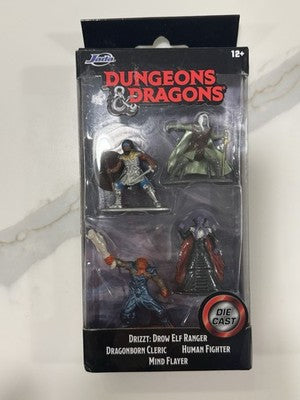 Jada
12+
DUNGEONS
& DRAGONS
DIE
CAST
DRIZZT: DROW ELF RANGER
DRAGONBORN CLERIC HUMAN FIGHTER
MIND FLAYER